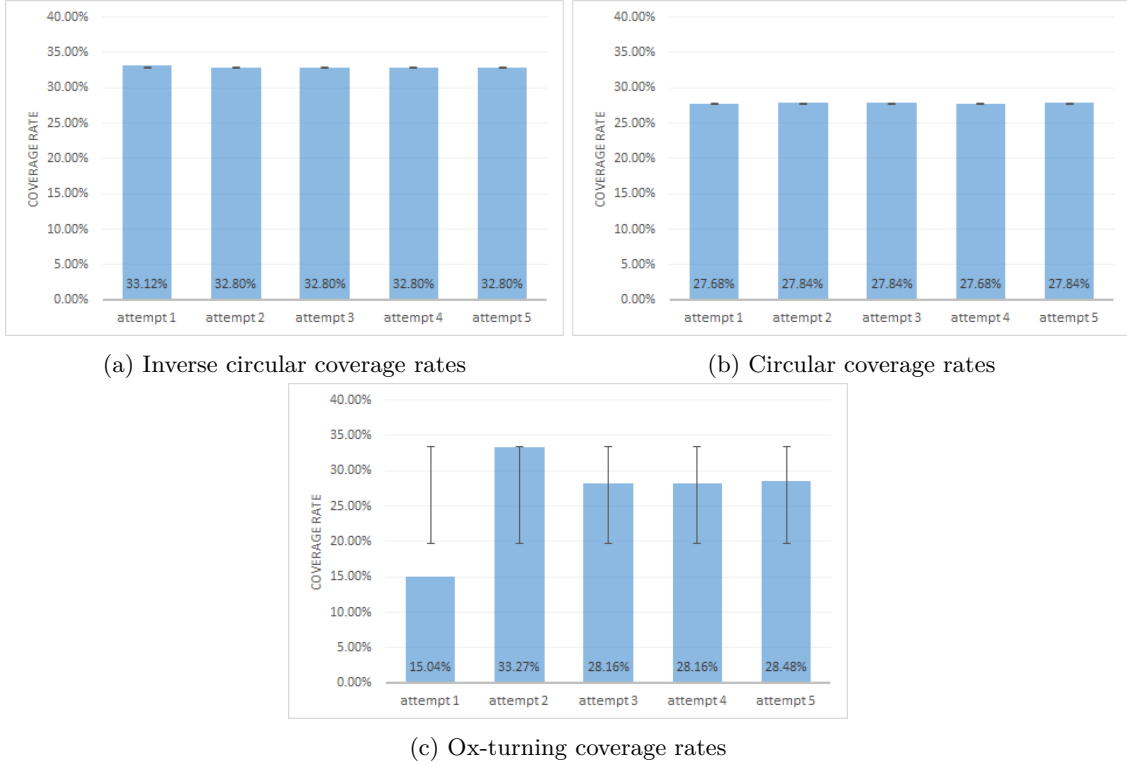 40.00%
35.00%
30.00%
25.00%
20.00%
15.00%
10.00%
5.00%
0.00%
COVERAGE RATE
33.12% 32.80% 32.80% 32.80% 32.80%
attempt 1 attempt 2 attempt 3 attempt 4 attempt 5
(a) Inverse circular coverage rates
40.00%
35.00%
30.00%
25.00%
20.00%
15.00%
10.00%
5.00%
0.00%
COVERAGE RATE
27.68% 27.84% 27.84% 27.68% 27.84%
attempt 1 attempt 2 attempt 3 attempt 4 attempt 5
(b) Circular coverage rates
40.00%
35.00%
30.00%
25.00%
20.00%
15.00%
10.00%
5.00%
0.00%
COVERAGE RATE
15.04% 33.27% 28.16% 28.16% 28.48%
attempt 1 attempt 2 attempt 3 attempt 4 attempt 5
(c) Ox-turning coverage rates